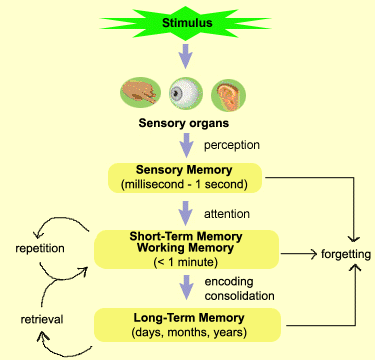 Stimulus
Sensory organs
perception
Sensory Memory
(millisecond - 1 second)
attention
Short-Term Memory
Working Memory
(< 1 minute)
repetition
forgetting
encoding
consolidation
retrieval
Long-Term Memory
(days, months, years)